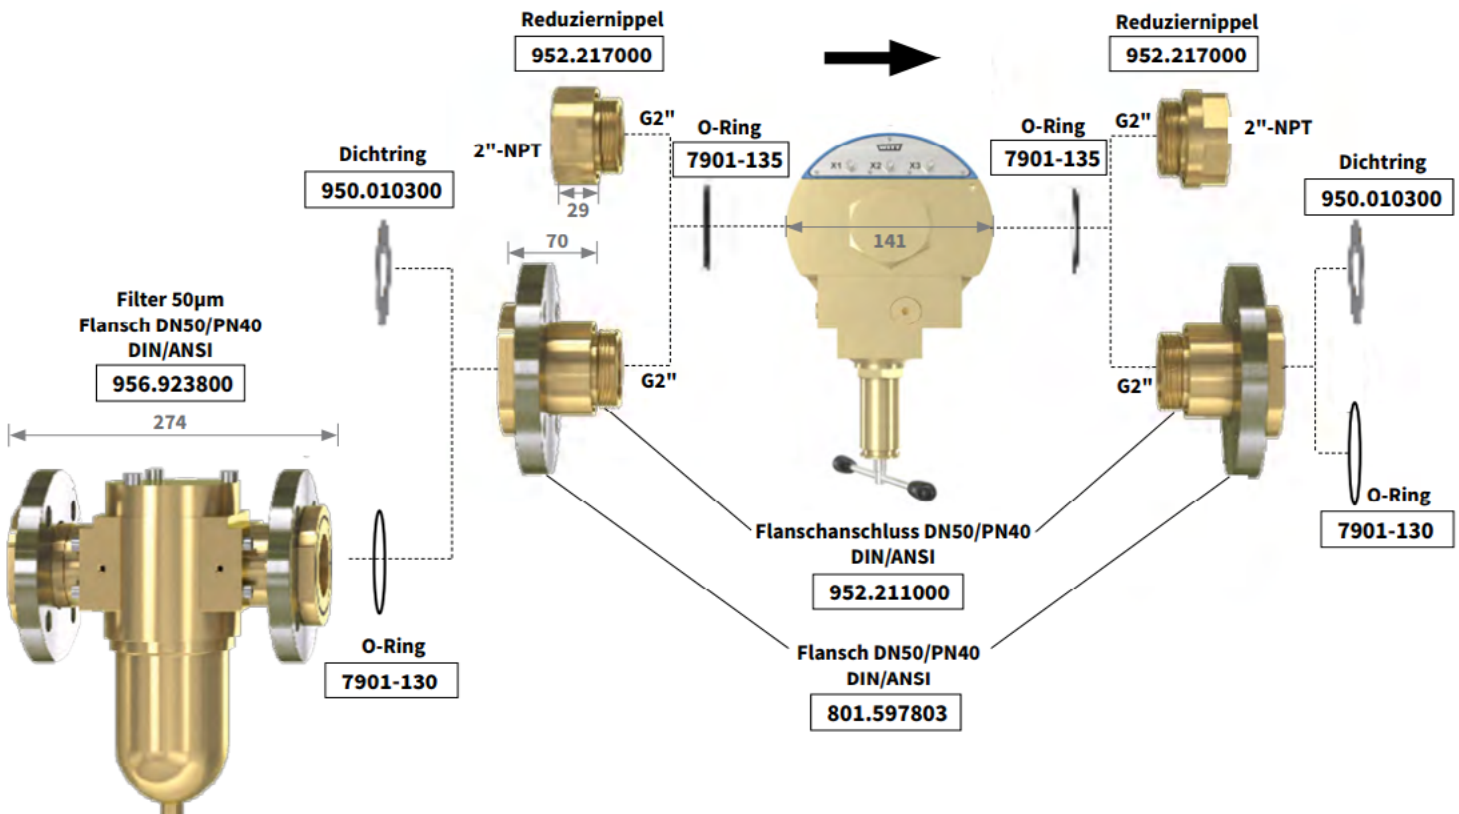 Reduziernippel
952.217000
G2"
2"-NPT
29
70
O-Ring
7901-135
Dichtring
950.010300
Filter 50µm
Flansch DN50/PN40
DIN/ANSI
956.923800
274
G2"
O-Ring
7901-130
WITT
X1 X2 X3
141
Reduziernippel
952.217000
O-Ring
7901-135
G2"
2"-NPT
Dichtring
950.010300
G2"
O-Ring
7901-130
Flanschanschluss DN50/PN40
DIN/ANSI
952.211000
Flansch DN50/PN40
DIN/ANSI
801.597803